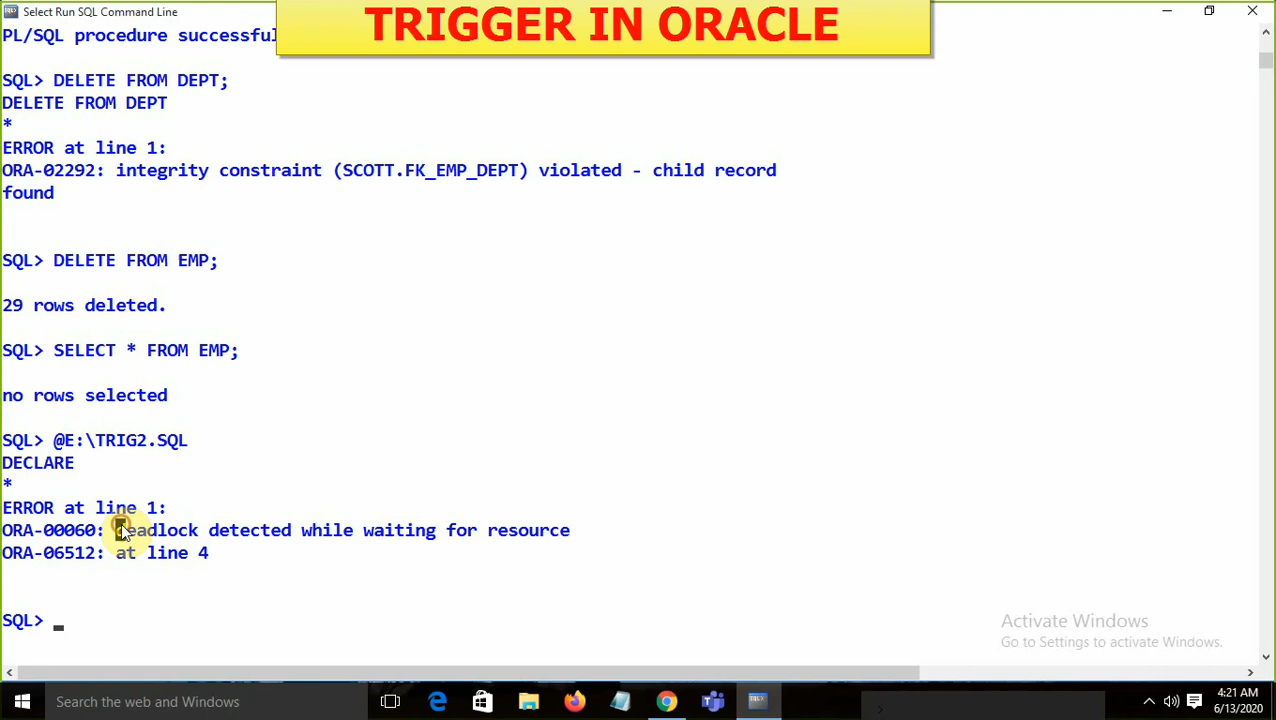 Select Run SQL Command Line
TRIGGER IN ORACLE
PL/SQL procedure successful
SQL> DELETE FROM DEPT;
DELETE FROM DEPT
*
ERROR at line 1:
ORA-02292: integrity constraint (SCOTT.FK_EMP_DEPT) violated - child record
found
SQL> DELETE FROM EMP;
29 rows deleted.
SQL> SELECT * FROM EMP;
no rows selected
SQL> @E:\TRIG2.SQL
DECLARE
*
ERROR at line 1:
ORA-00060: deadlock detected while waiting for resource
ORA-06512: at line 4
SQL>
Activate Windows
Go to Settings to activate Windows.
Search the web and Windows
4:21 AM
6/13/2020